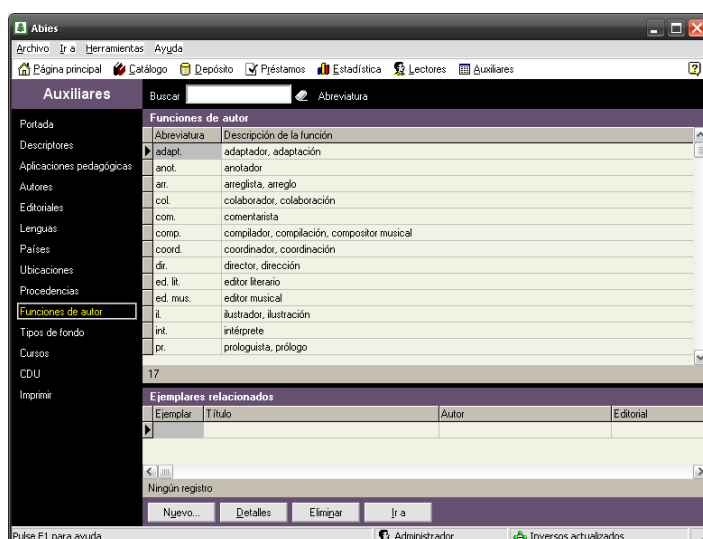 Abies
Archivo Ir a Herramientas Ayuda
Página principal Catálogo Depósito Préstamos Estadística Lectores Auxiliares
Auxiliares
Buscar Abreviatura
Portada
Descriptores
Aplicaciones pedagógicas
Autores
Editoriales
Lenguas
Países
Ubicaciones
Procedencias
Funciones de autor
Tipos de fondo
Cursos
CDU
Imprimir
Funciones de autor
Abreviatura Descripción de la función
adapt. adaptador, adaptación
anot. anotador
arr. arreglista, arreglo
col. colaborador, colaboración
com. comentarista
comp. compilador, compilación, compositor musical
coord. coordinador, coordinación
dir. director, dirección
ed. lit. editor literario
ed. mus. editor musical
il. ilustrador, ilustración
int. intérprete
pr. prologuista, prólogo
17
Ejemplares relacionados
Ejemplar Título Autor Editorial
Ningún registro
Nuevo... Detalles Eliminar Ir a
Pulse F1 para ayuda Administrador Inversos actualizados